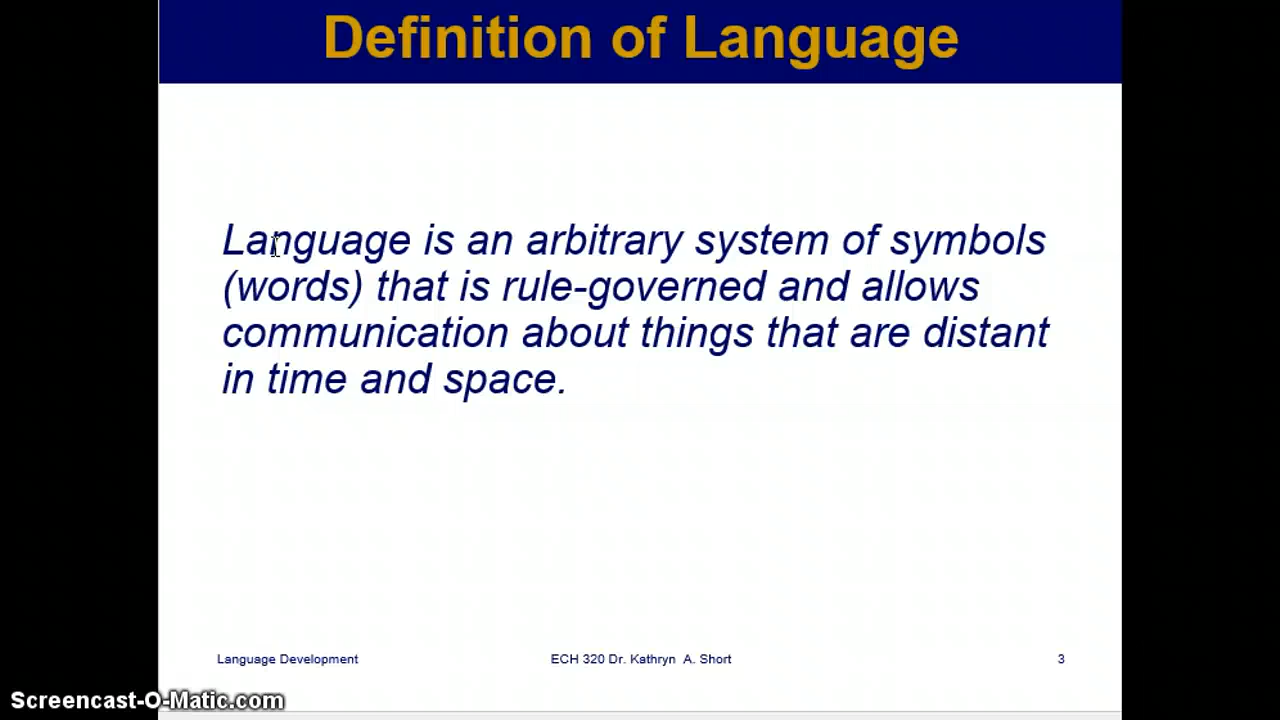 Definition of Language
Language is an arbitrary system of symbols
(words) that is rule-governed and allows
communication about things that are distant
in time and space.
Language Development
ECH 320 Dr. Kathryn A. Short
3
Screencast-O-Matic.com